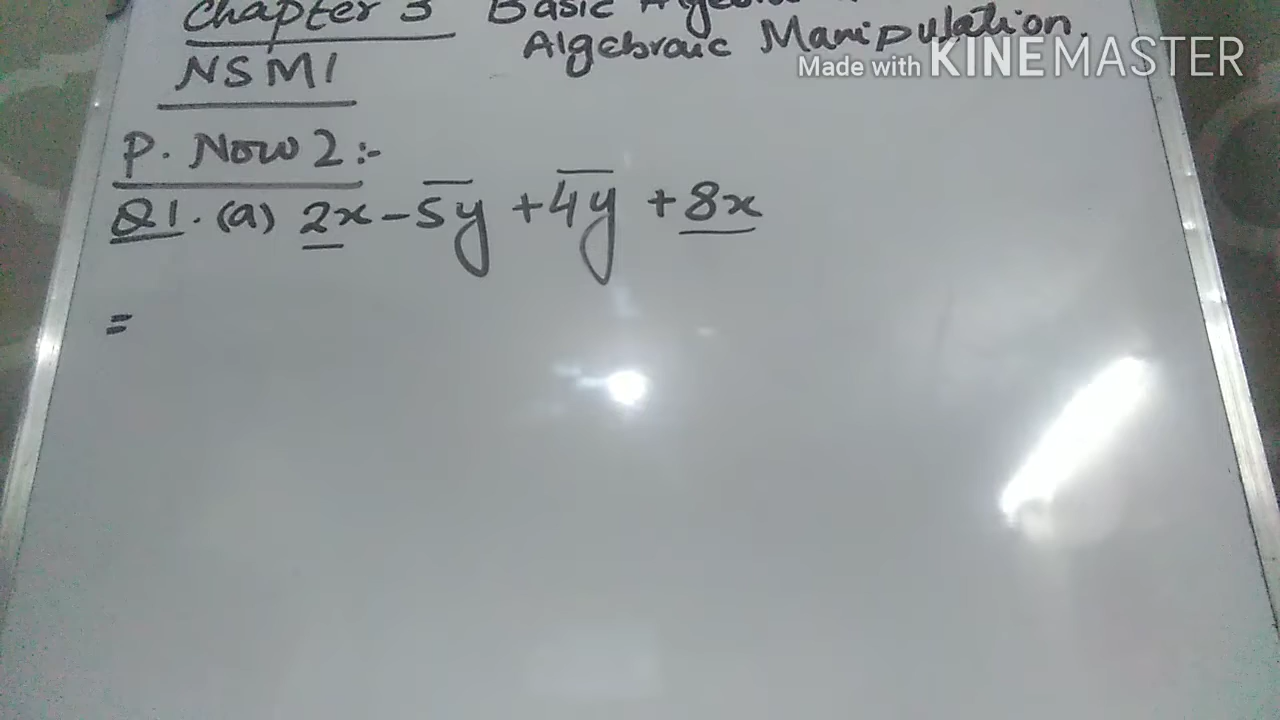 Chapter 3 Basic
Algebraic Manipulation.
NSM1
Made with KINEMASTER
P. Now 2:-
Q1. (a) 2x - 5y + 4y + 8x
=